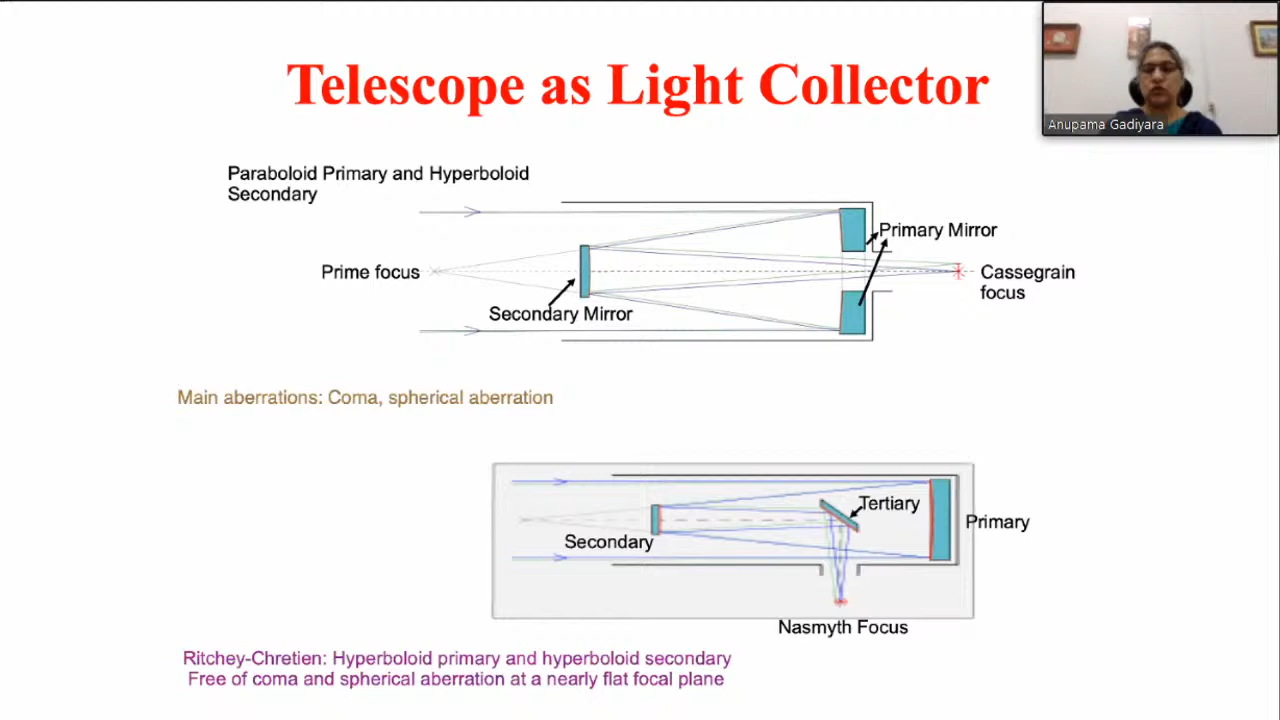 Telescope as Light Collector
Anupama Gadiyara
Paraboloid Primary and Hyperboloid
Secondary
Primary Mirror
Prime focus
Cassegrain
focus
Secondary Mirror
Main aberrations: Coma, spherical aberration
Tertiary
Primary
Secondary
Nasmyth Focus
Ritchey-Chretien: Hyperboloid primary and hyperboloid secondary
Free of coma and spherical aberration at a nearly flat focal plane